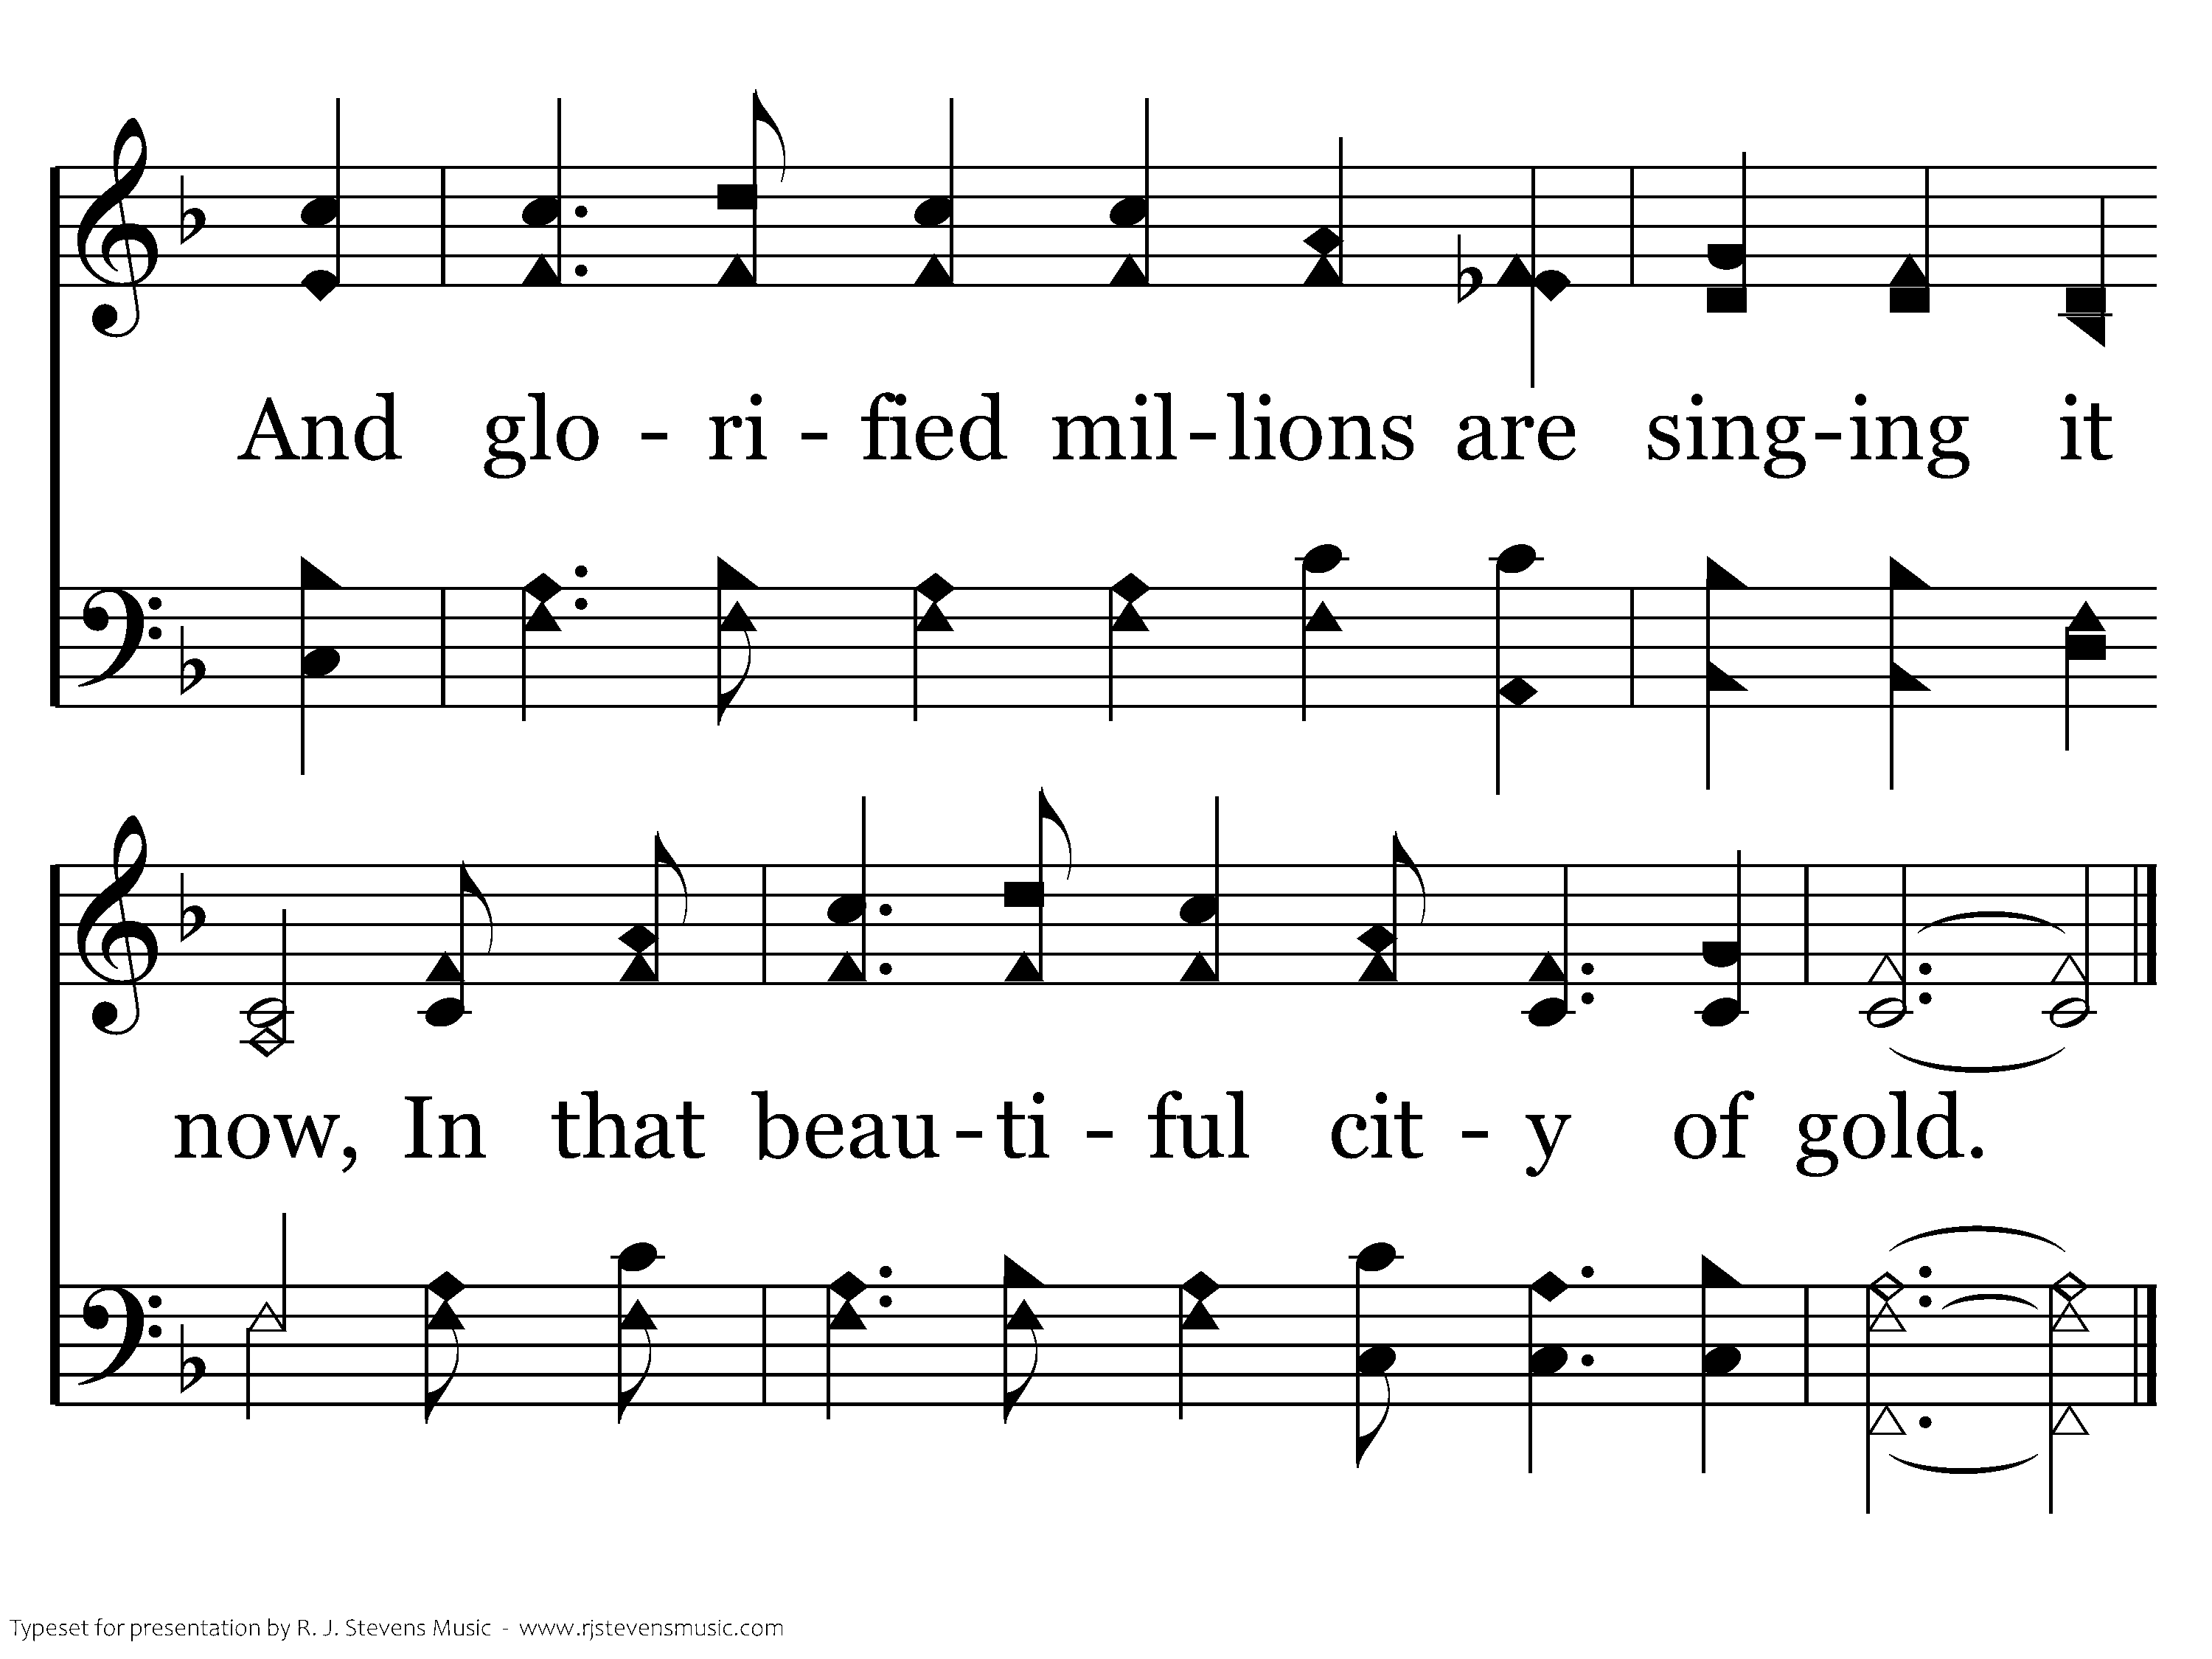 And glo - ri - fied mil - lions are sing - ing it
now, In that beau - ti - ful cit - y of gold.
Typeset for presentation by R. J. Stevens Music - www.rjstevensmusic.com